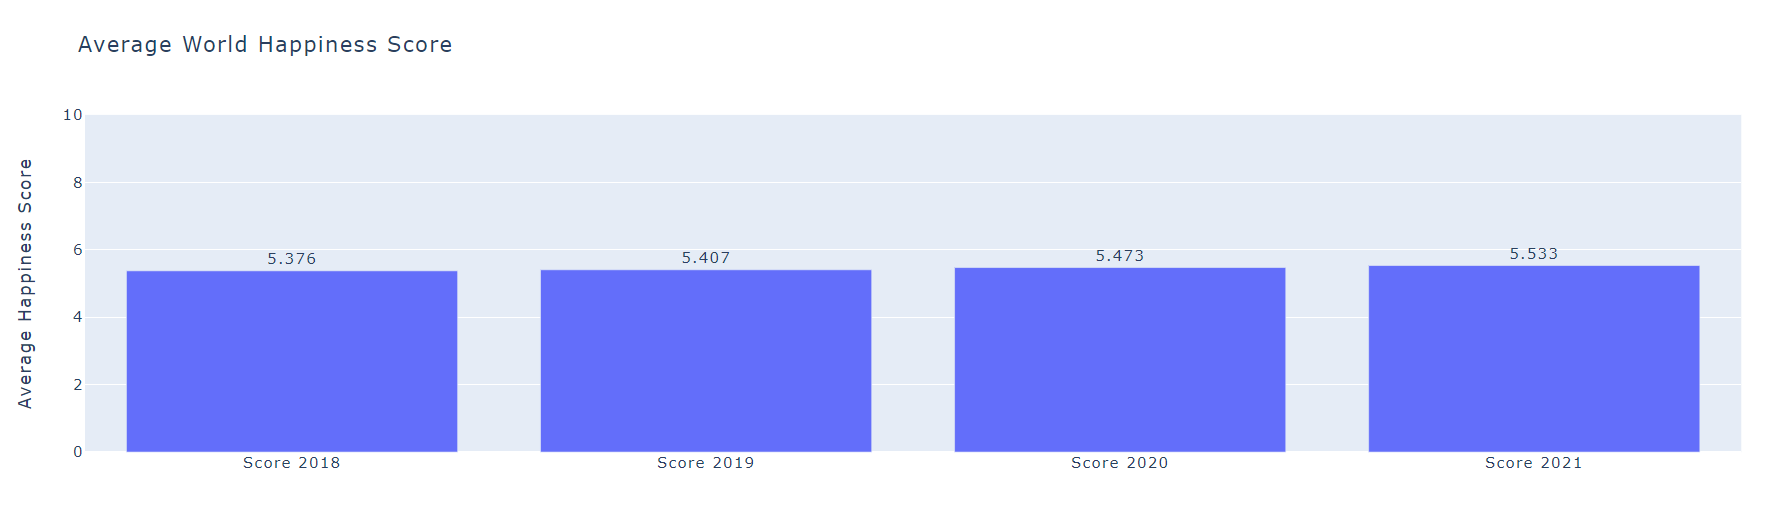 Average World Happiness Score
Average Happiness Score
10
8
6
4
2
0
5.376
5.407
5.473
5.533
Score 2018
Score 2019
Score 2020
Score 2021